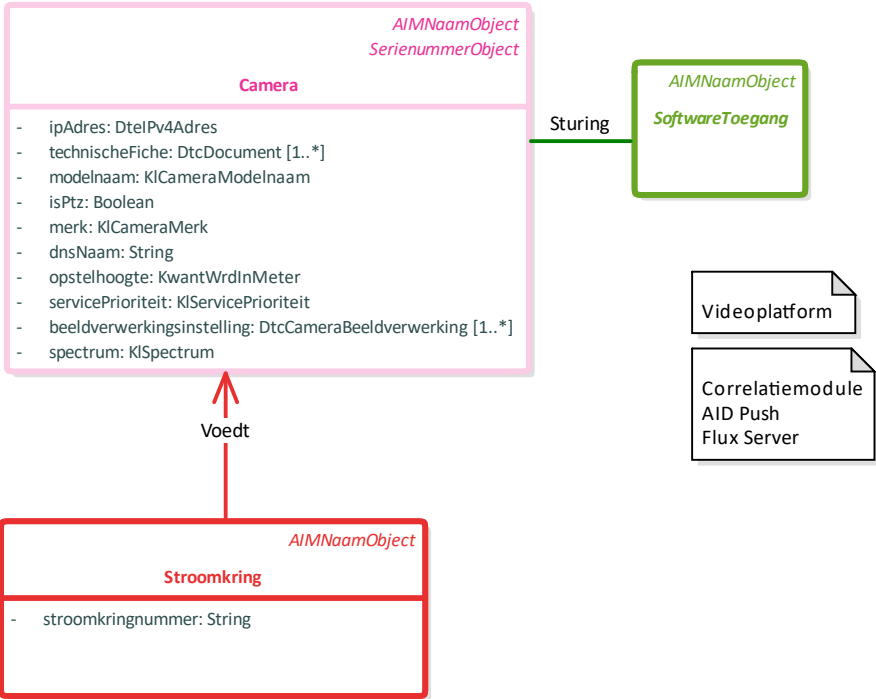 AIMNaamObject
SerienummerObject
Camera
- ipAdres: DteIPv4Adres
- technischeFiche: DtcDocument [1..*]
- modelnaam: KlCameraModelnaam
- isPtz: Boolean
- merk: KlCameraMerk
- dnsNaam: String
- opstelhoogte: KwantWrdInMeter
- servicePrioriteit: KlServicePrioriteit
- beeldverwerkingsinstelling: DtcCameraBeeldverwerking [1..*]
- spectrum: KlSpectrum
Sturing
AIMNaamObject
SoftwareToegang
Videoplatform
Correlatiemodule
AID Push
Flux Server
Voedt
AIMNaamObject
Stroomkring
- stroomkringnummer: String